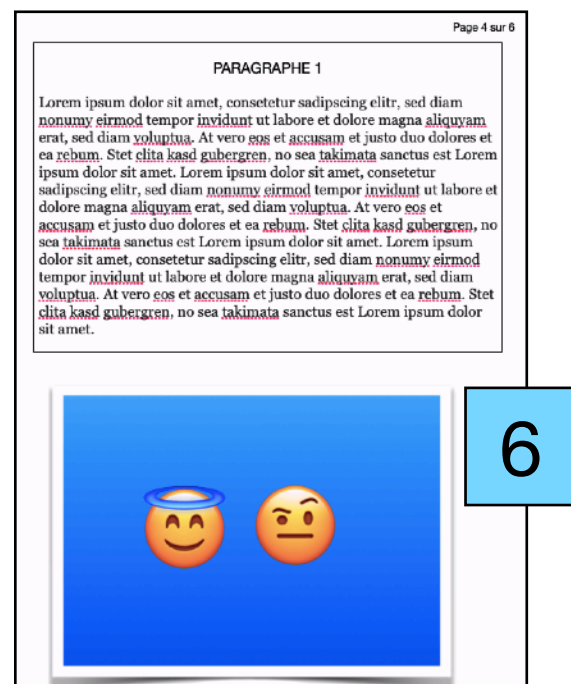 Page 4 sur 6
PARAGRAPHE 1
Lorem ipsum dolor sit amet, consetetur sadipscing elitr, sed diam
nonumy eirmod tempor invidunt ut labore et dolore magna aliquyam
erat, sed diam voluptua. At vero eos et accusam et justo duo dolores et
ea rebum. Stet clita kasd gubergren, no sea takimata sanctus est Lorem
ipsum dolor sit amet. Lorem ipsum dolor sit amet, consetetur
sadipscing elitr, sed diam nonumy eirmod tempor invidunt ut labore et
dolore magna aliquyam erat, sed diam voluptua. At vero eos et
accusam et justo duo dolores et ea rebum. Stet clita kasd gubergren, no
sea takimata sanctus est Lorem ipsum dolor sit amet. Lorem ipsum
dolor sit amet, consetetur sadipscing elitr, sed diam nonumy eirmod
tempor invidunt ut labore et dolore magna aliquyam erat, sed diam
voluptua. At vero eos et accusam et justo duo dolores et ea rebum. Stet
clita kasd gubergren, no sea takimata sanctus est Lorem ipsum dolor
sit amet.
6